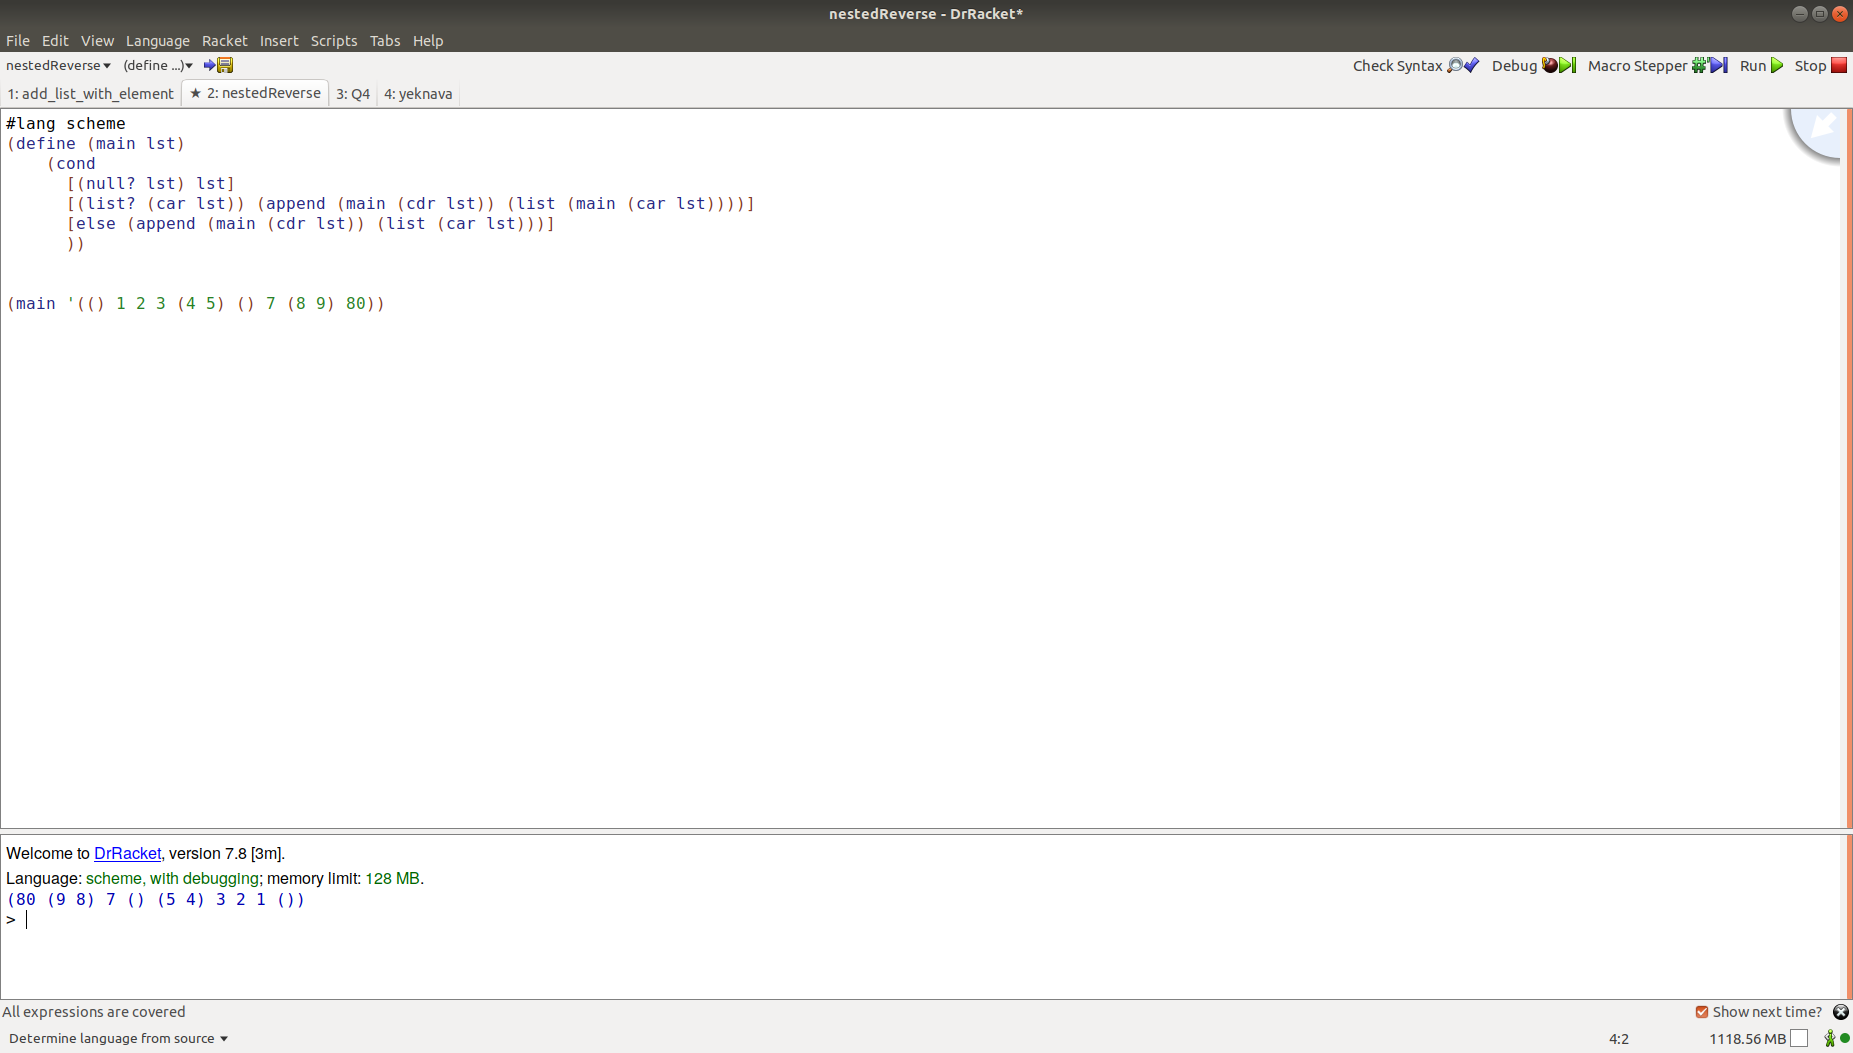 nestedReverse - DrRacket*
File Edit View Language Racket Insert Scripts Tabs Help
nestedReverse▾ (define ...)▾ Check Syntax Debug Macro Stepper Run Stop
1: add_list_with_element ★ 2: nestedReverse 3: Q4 4: yeknava
#lang scheme
(define (main lst)
    (cond
      [(null? lst) lst]
      [(list? (car lst)) (append (main (cdr lst)) (list (main (car lst))))]
      [else (append (main (cdr lst)) (list (car lst)))]
      ))
(main '(() 1 2 3 (4 5) () 7 (8 9) 80))
Welcome to DrRacket, version 7.8 [3m].
Language: scheme, with debugging; memory limit: 128 MB.
(80 (9 8) 7 () (5 4) 3 2 1 ())
>
All expressions are covered Show next time?
Determine language from source ▾ 4:2 1118.56 MB